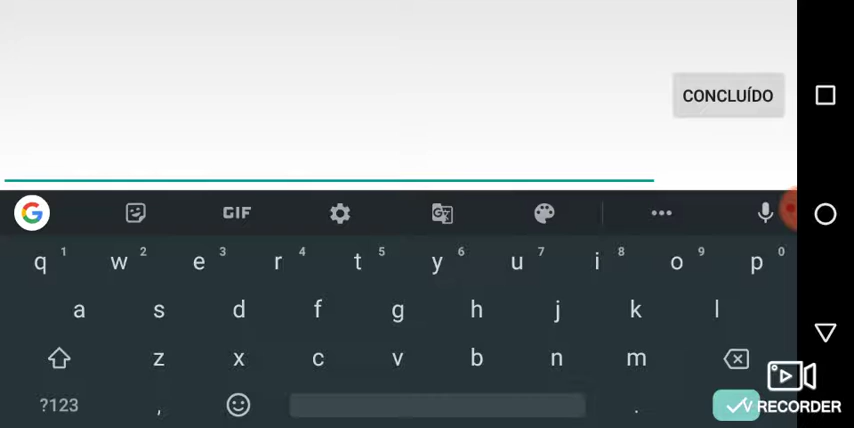 CONCLUÍDO
G GIF G
q 1 w 2 e 3 r 4 t 5 y 6 u 7 i 8 o 9 p 0
a s d f g h j k l
z x c v b n m
?123 , .
V RECORDER